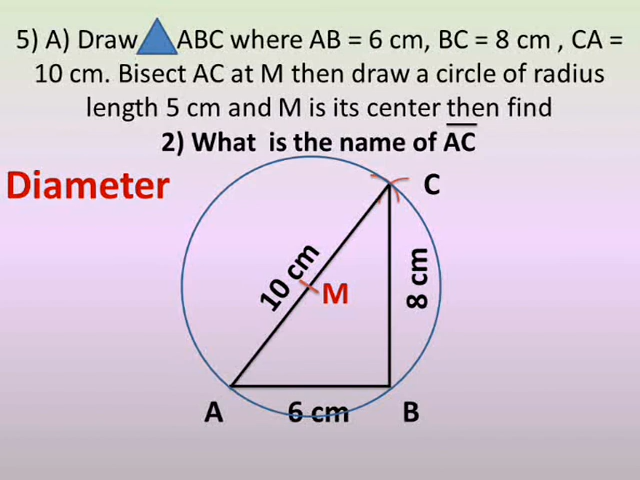 5) A) Draw ABC where AB = 6 cm, BC = 8 cm , CA =
10 cm. Bisect AC at M then draw a circle of radius
length 5 cm and M is its center then find
2) What is the name of AC
Diameter
C
10 cm
M
8 cm
A
6 cm
B